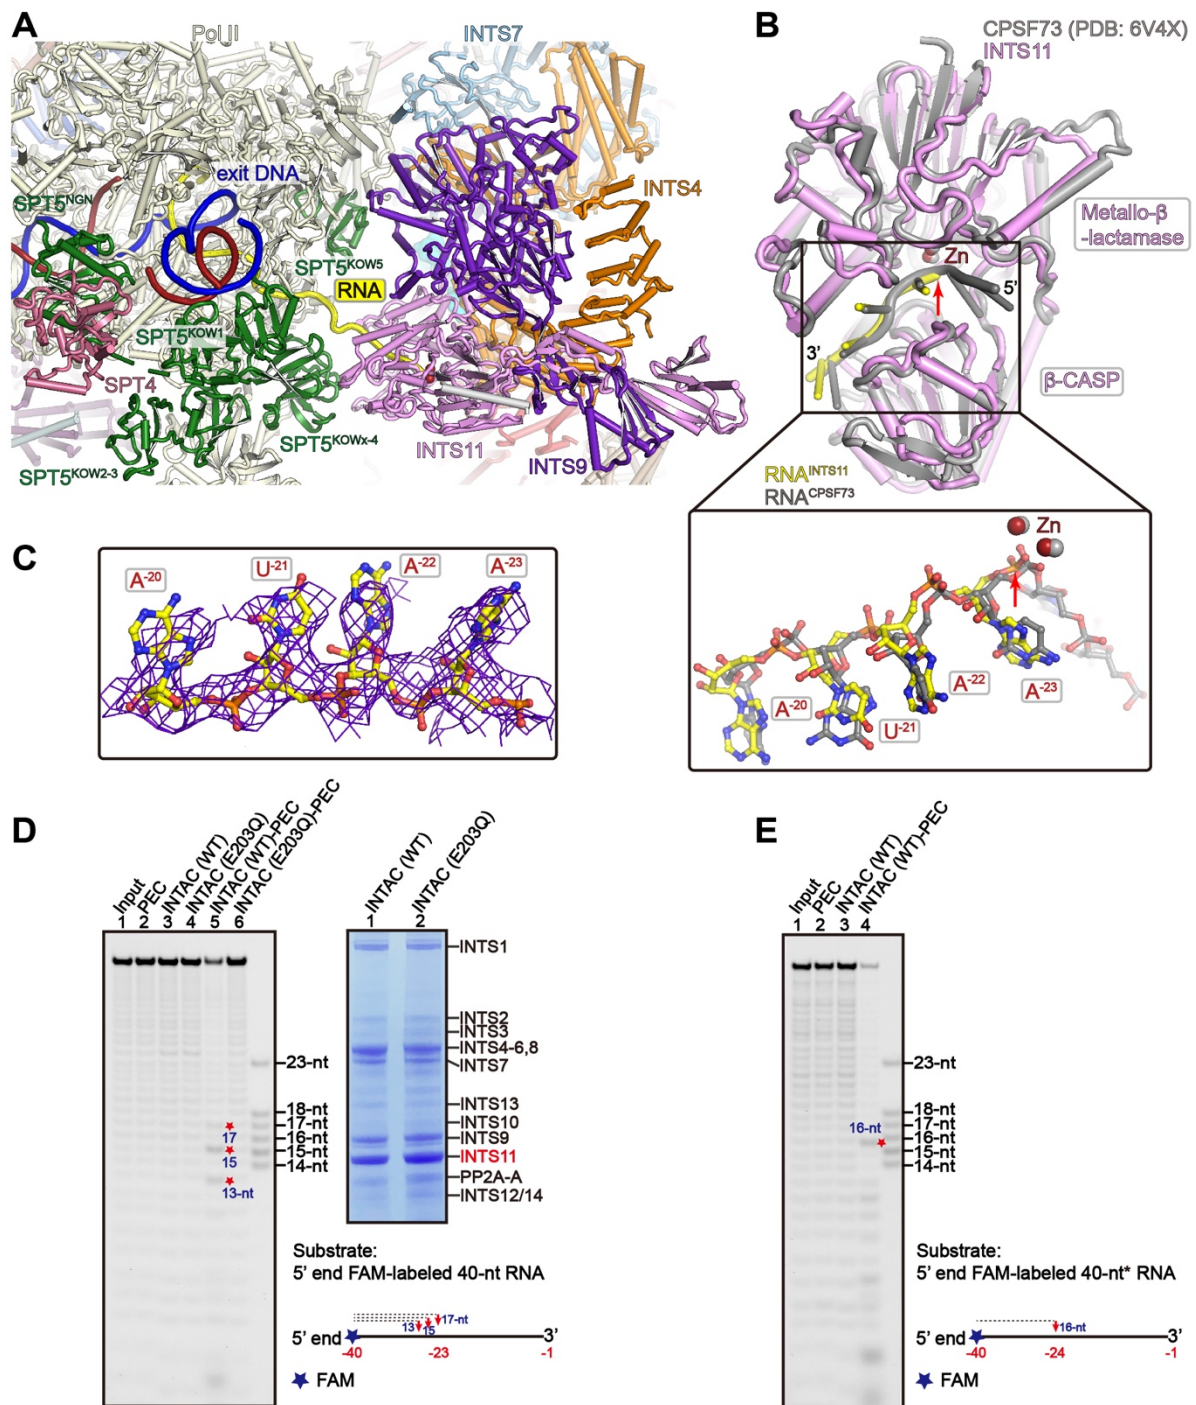 A
Pol II
INTS7
exit DNA
SPT5NGN
INTS4
SPT5KOW5
RNA
SPT5KOW1
SPT4
SPT5KOWx-4
SPT5KOW2-3
INTS11
INTS9
B
CPSF73 (PDB: 6V4X)
INTS11
Metallo-β
-lactamase
Zn
5’
3’
β-CASP
RNAINTS11
RNACPSF73
Zn
A-20
U-21
A-22
A-23
C
A-20
U-21
A-22
A-23
D
Input
PEC
INTAC (WT)
INTAC (E203Q)
INTAC (WT)-PEC
INTAC (E203Q)-PEC
1 2 3 4 5 6
23-nt
18-nt
17-nt
16-nt
15-nt
14-nt
17
15
13-nt
INTAC (WT)
INTAC (E203Q)
1 2
INTS1
INTS2
INTS3
INTS4-6,8
INTS7
INTS13
INTS10
INTS9
INTS11
PP2A-A
INTS12/14
Substrate:
5’ end FAM-labeled 40-nt RNA
17-nt
13
15
5’ end
3’
-40
-23
-1
FAM
E
Input
PEC
INTAC (WT)
INTAC (WT)-PEC
1 2 3 4
23-nt
18-nt
17-nt
16-nt
15-nt
14-nt
16-nt
Substrate:
5’ end FAM-labeled 40-nt* RNA
16-nt
5’ end
3’
-40
-24
-1
FAM